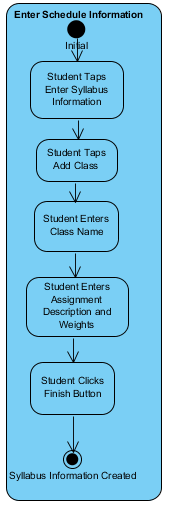 Enter Schedule Information
Initial
Student Taps
Enter Syllabus
Information
Student Taps
Add Class
Student Enters
Class Name
Student Enters
Assignment
Description and
Weights
Student Clicks
Finish Button
Syllabus Information Created